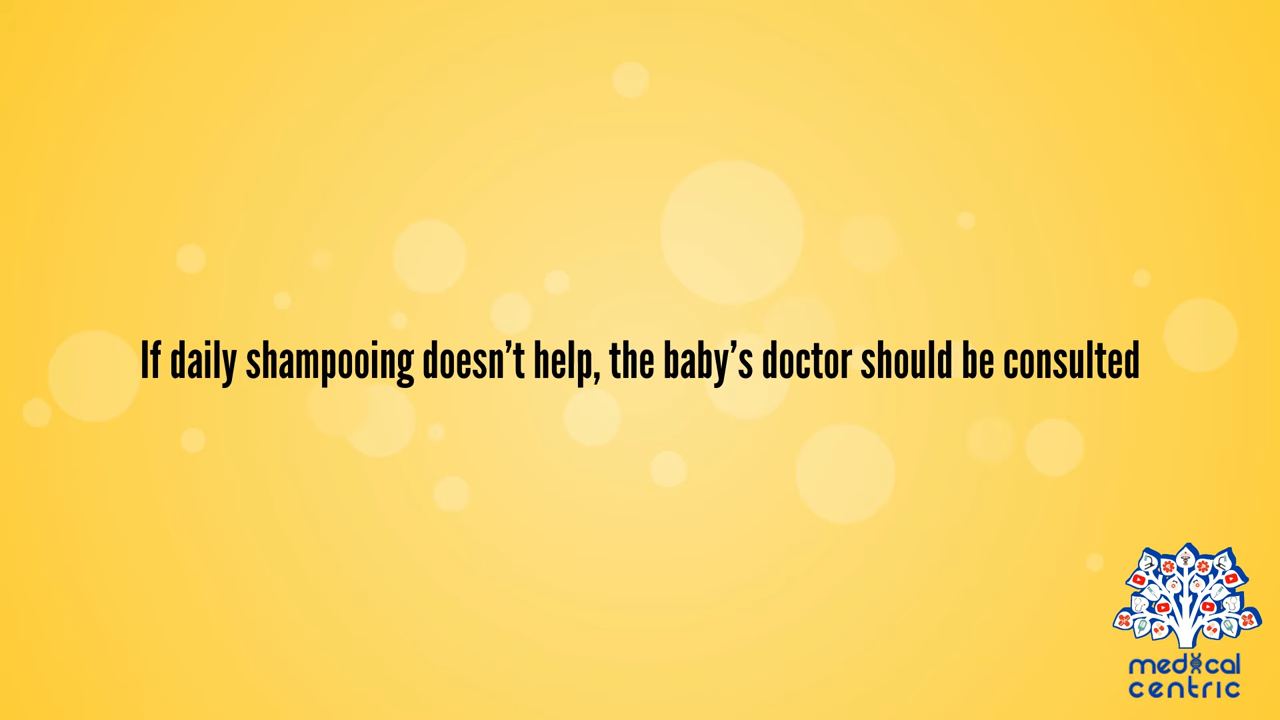 If daily shampooing doesn't help, the baby's doctor should be consulted
medical
centric